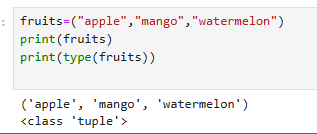 :
fruits=("apple","mango","watermelon")
print(fruits)
print(type(fruits))
('apple', 'mango', 'watermelon')
<class 'tuple'>